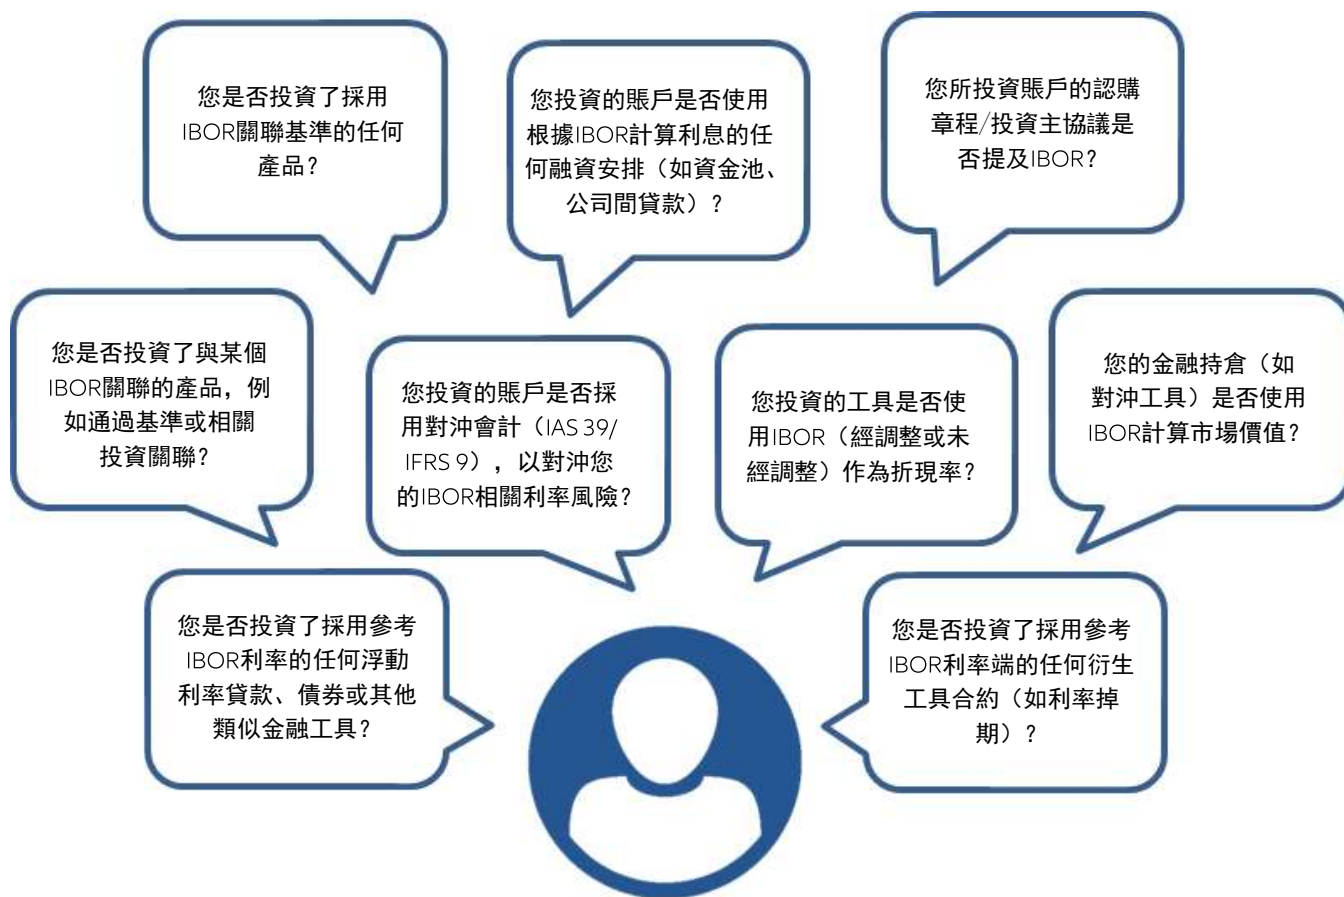 您是否投資了採用
IBOR關聯基準的任何
產品？
您投資的賬戶是否使用
根據IBOR計算利息的任
何融資安排（如資金池、
公司間貸款）？
您所投資賬戶的認購
章程/投資主協議是
否提及IBOR？
您是否投資了與某個
IBOR關聯的產品，例
如通過基準或相關
投資關聯？
您投資的賬戶是否採
用對沖會計（IAS 39/
IFRS 9），以對沖您
的IBOR相關利率風險？
您投資的工具是否使
用IBOR（經調整或未
經調整）作為折現率？
您的金融持倉（如
對沖工具）是否使用
IBOR計算市場價值？
您是否投資了採用參考
IBOR利率的任何浮動
利率貸款、債券或其他
類似金融工具？
您是否投資了採用參考
IBOR利率端的任何衍生
工具合約（如利率掉
期）？